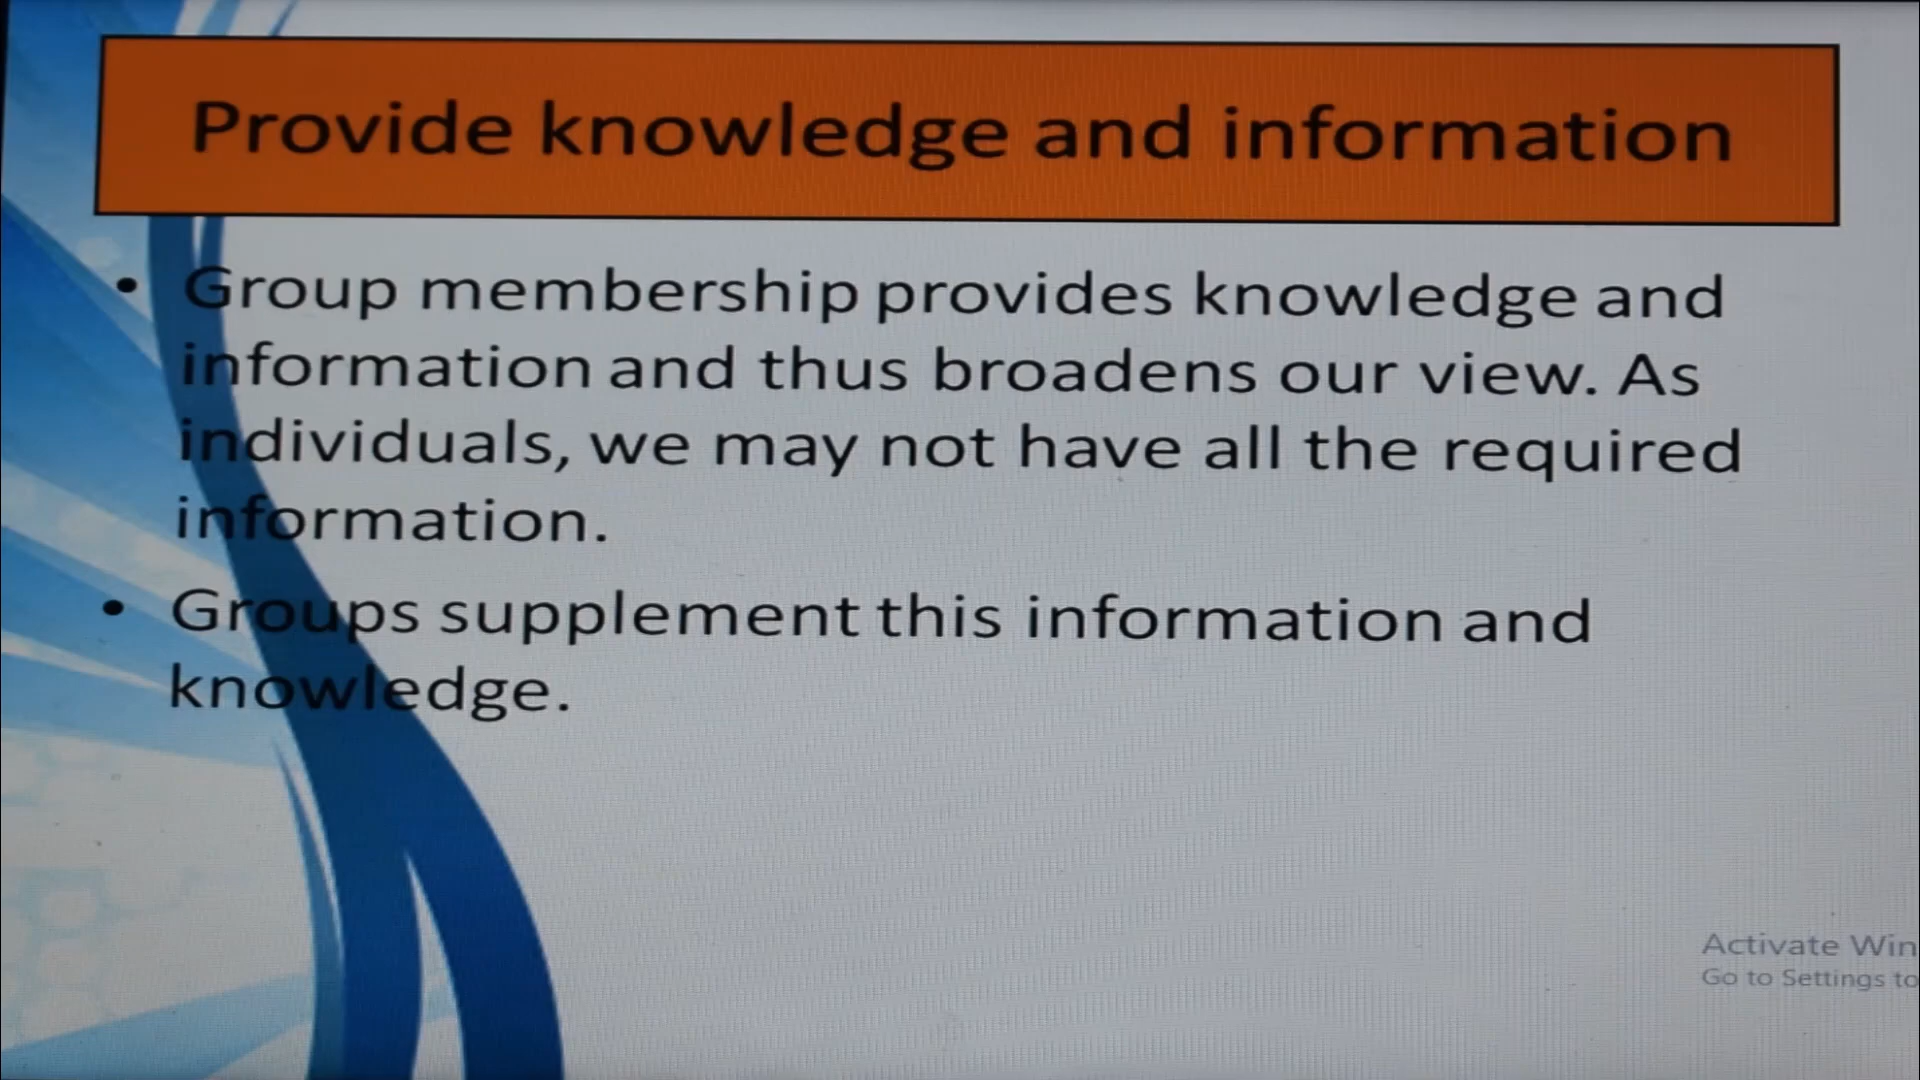 Provide knowledge and information
• Group membership provides knowledge and
information and thus broadens our view. As
individuals, we may not have all the required
information.
• Groups supplement this information and
knowledge.
Activate Win
Go to Settings to